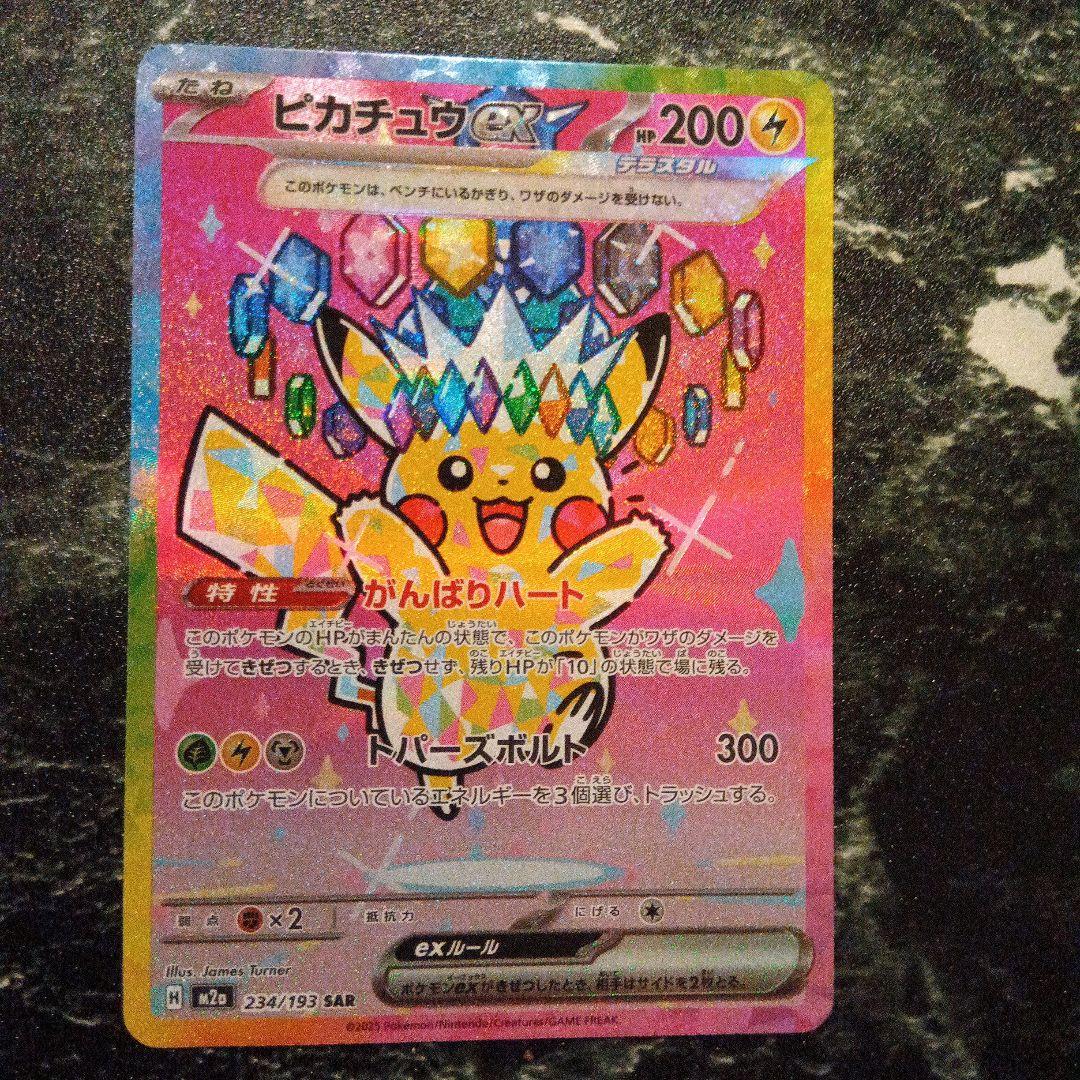 たね
ピカチュウex HP 200
テラスタル
このポケモンは、ベンチにいるかぎり、ワザのダメージを受けない。
特性 がんばりハート
このポケモンのHPがまんたんの状態で、このポケモンがワザのダメージを
受けてきぜつするとき、きぜつせず、残りHPが「10」の状態で場に残る。
トパーズボルト 300
このポケモンについているエネルギーを3個選び、トラッシュする。
弱点 ×2 抵抗力 にげる
exルール
ポケモンexがきぜつしたとき、相手はサイドを2枚とる。
Illus. James Turner
H M2a 234/193 SAR
©2025 Pokémon/Nintendo/Creatures/GAME FREAK.